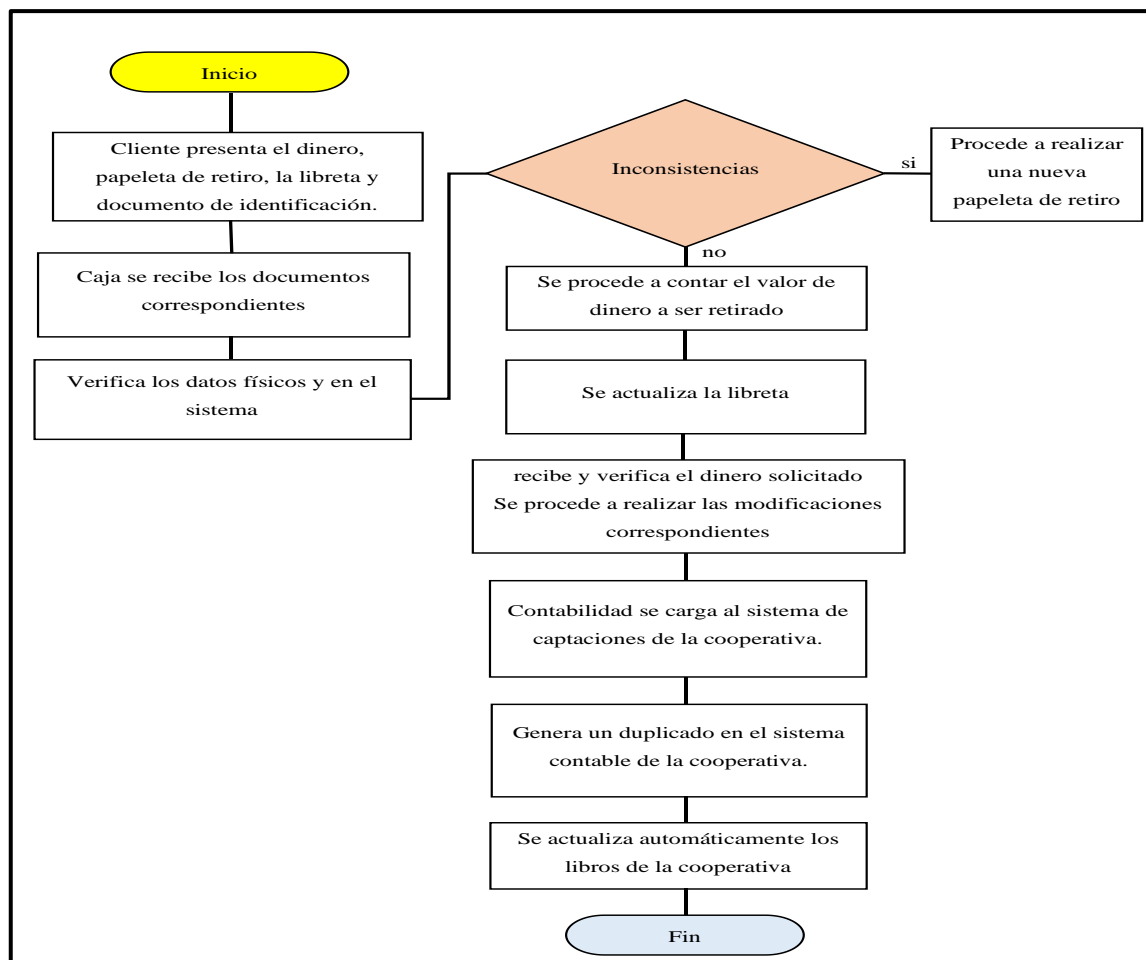 Inicio
Cliente presenta el dinero,
papeleta de retiro, la libreta y
documento de identificación.
Caja se recibe los documentos
correspondientes
Verifica los datos físicos y en el
sistema
Inconsistencias
si
Procede a realizar
una nueva
papeleta de retiro
no
Se procede a contar el valor de
dinero a ser retirado
Se actualiza la libreta
recibe y verifica el dinero solicitado
Se procede a realizar las modificaciones
correspondientes
Contabilidad se carga al sistema de
captaciones de la cooperativa.
Genera un duplicado en el sistema
contable de la cooperativa.
Se actualiza automáticamente los
libros de la cooperativa
Fin